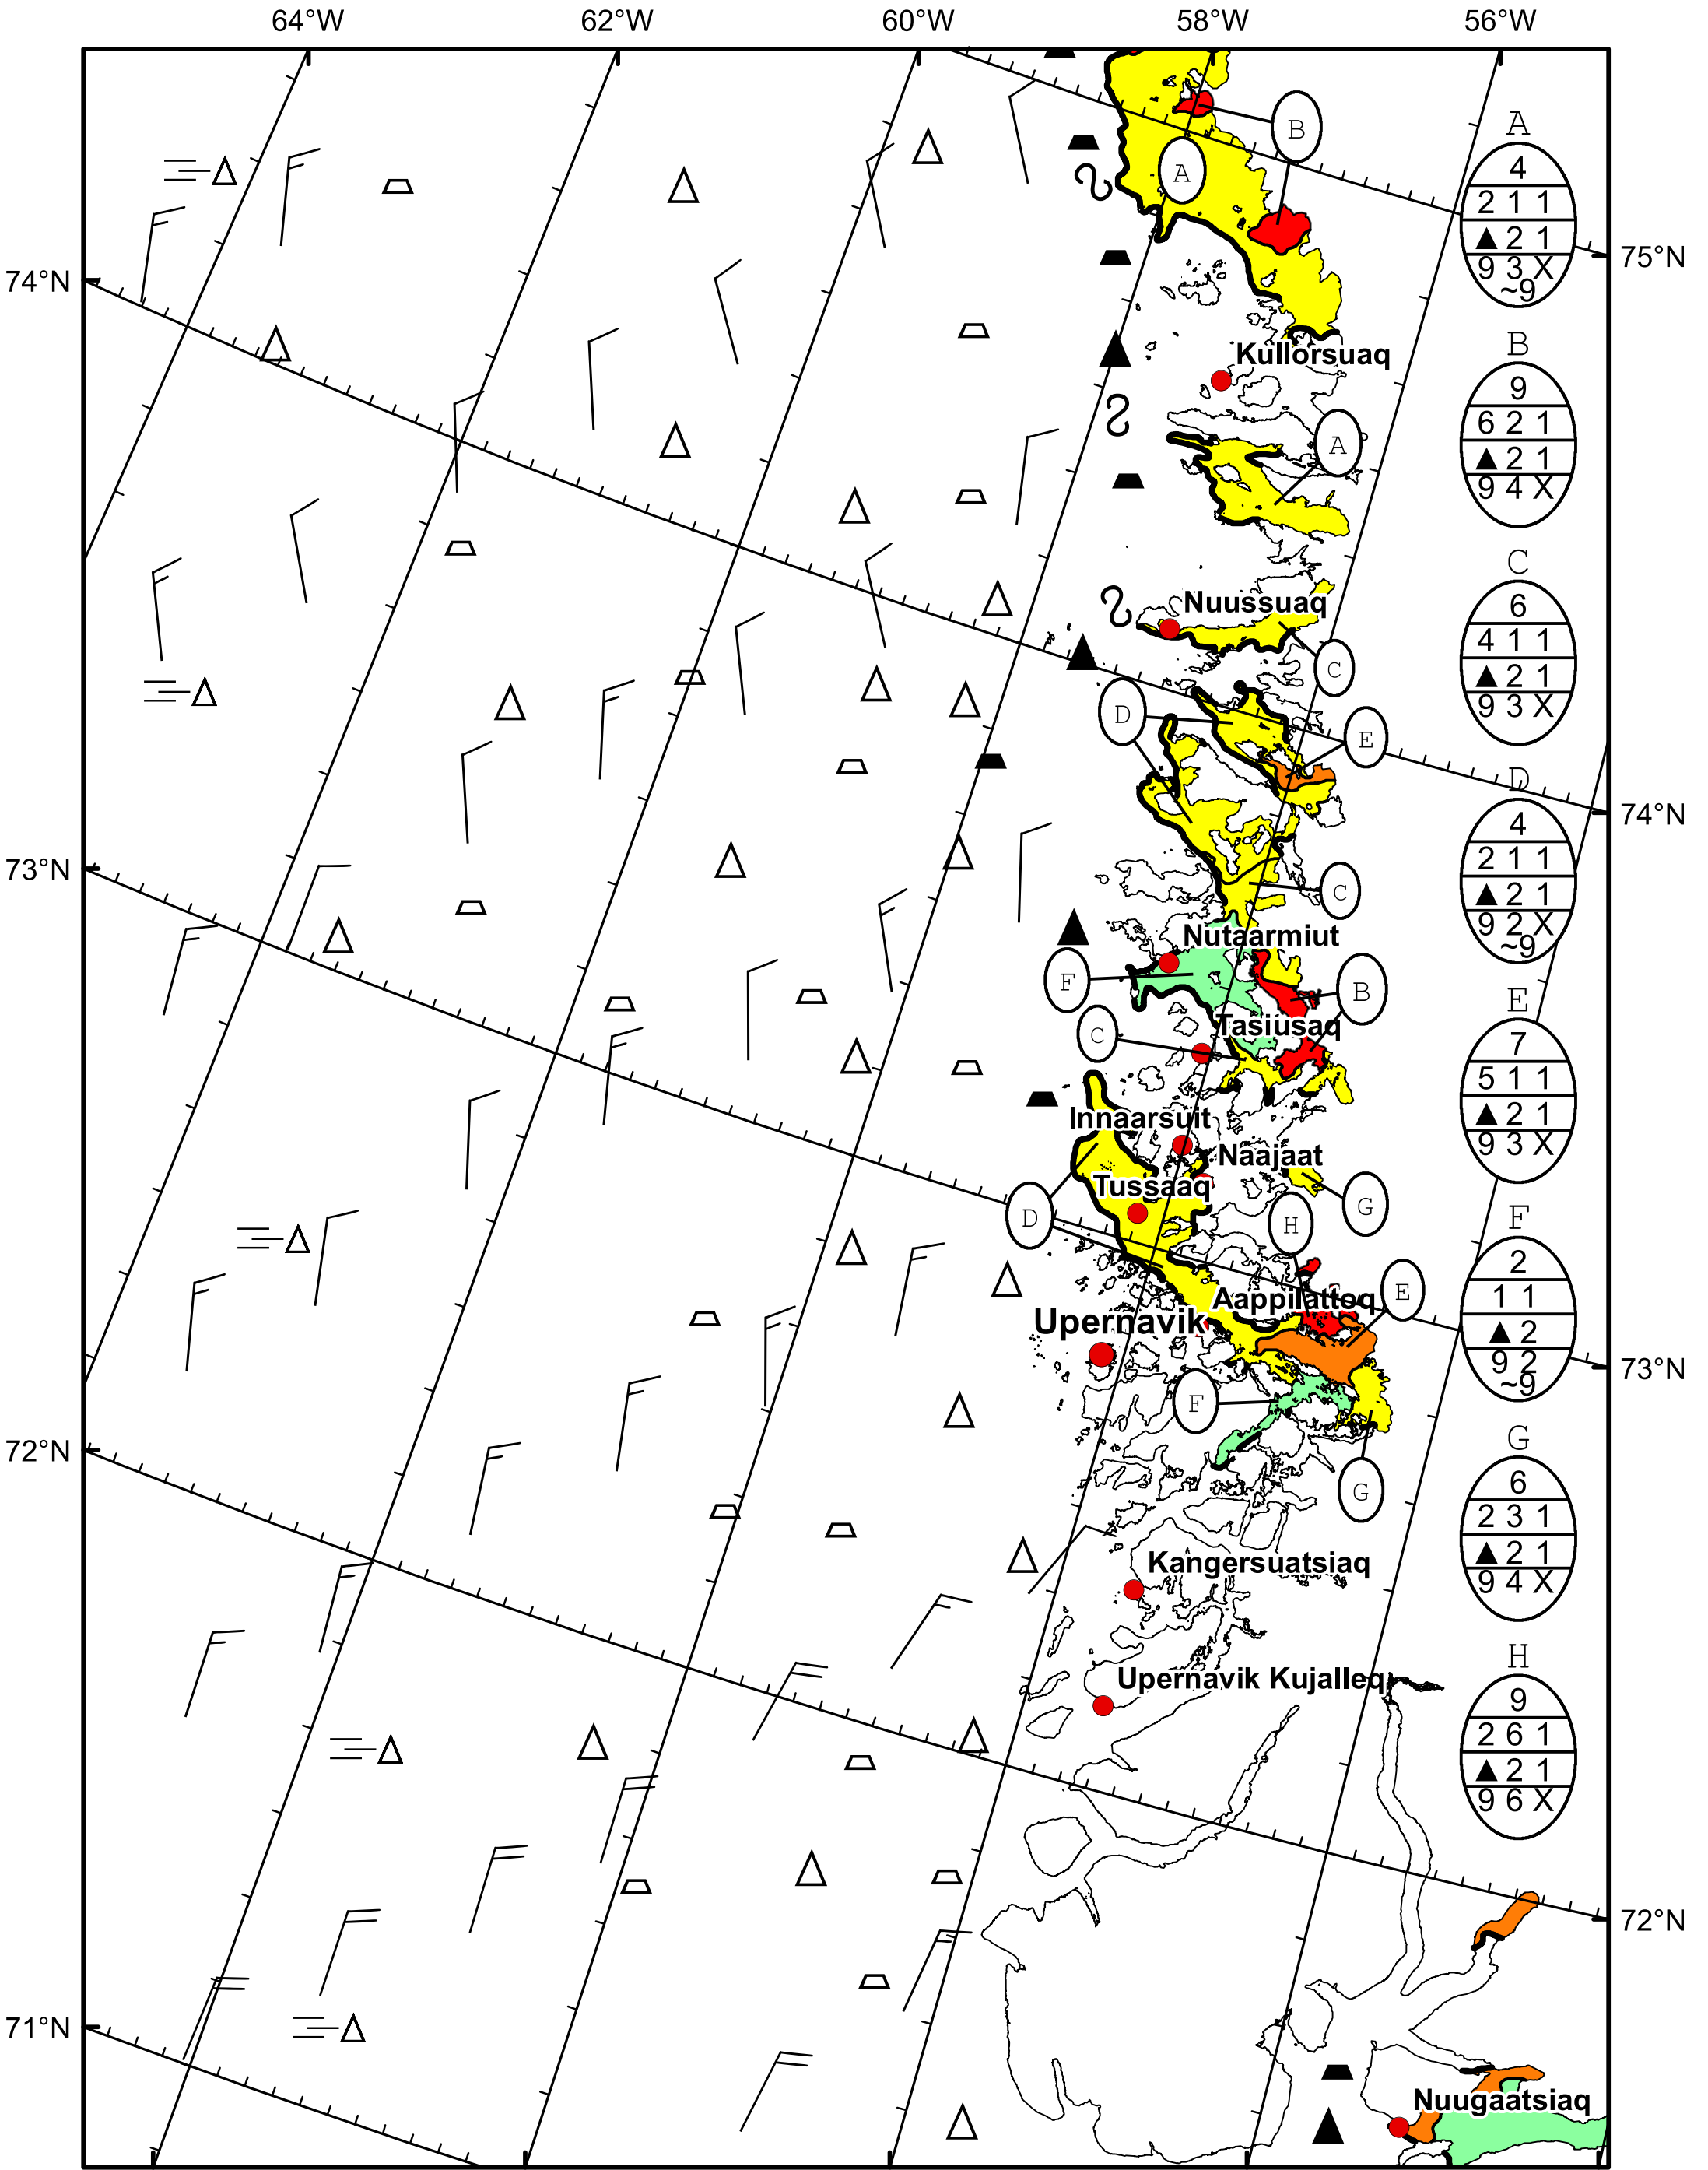 64°W 62°W 60°W 58°W 56°W
B
A
A
4
2 1 1
▲ 2 1
9 3 X
~9
74°N
75°N
B
9
6 2 1
▲ 2 1
9 4 X
Kullorsuaq
A
C
6
4 1 1
▲ 2 1
9 3 X
Nuussuaq
C
D
E
D
4
2 1 1
▲ 2 1
9 2 X
~9
74°N
73°N
C
Nutaarmiut
F
B
Tasiusaq
C
E
7
5 1 1
▲ 2 1
9 3 X
Innaarsuit
Naajaat
Tussaaq
G
D
H
F
2
1 1
▲ 2
9 2
~9
E
Aappilattoq
Upernavik
73°N
F
72°N
G
G
6
2 3 1
▲ 2 1
9 4 X
Kangersuatsiaq
H
9
2 6 1
▲ 2 1
9 6 X
Upernavik Kujalleq
72°N
71°N
Nuugaatsiaq